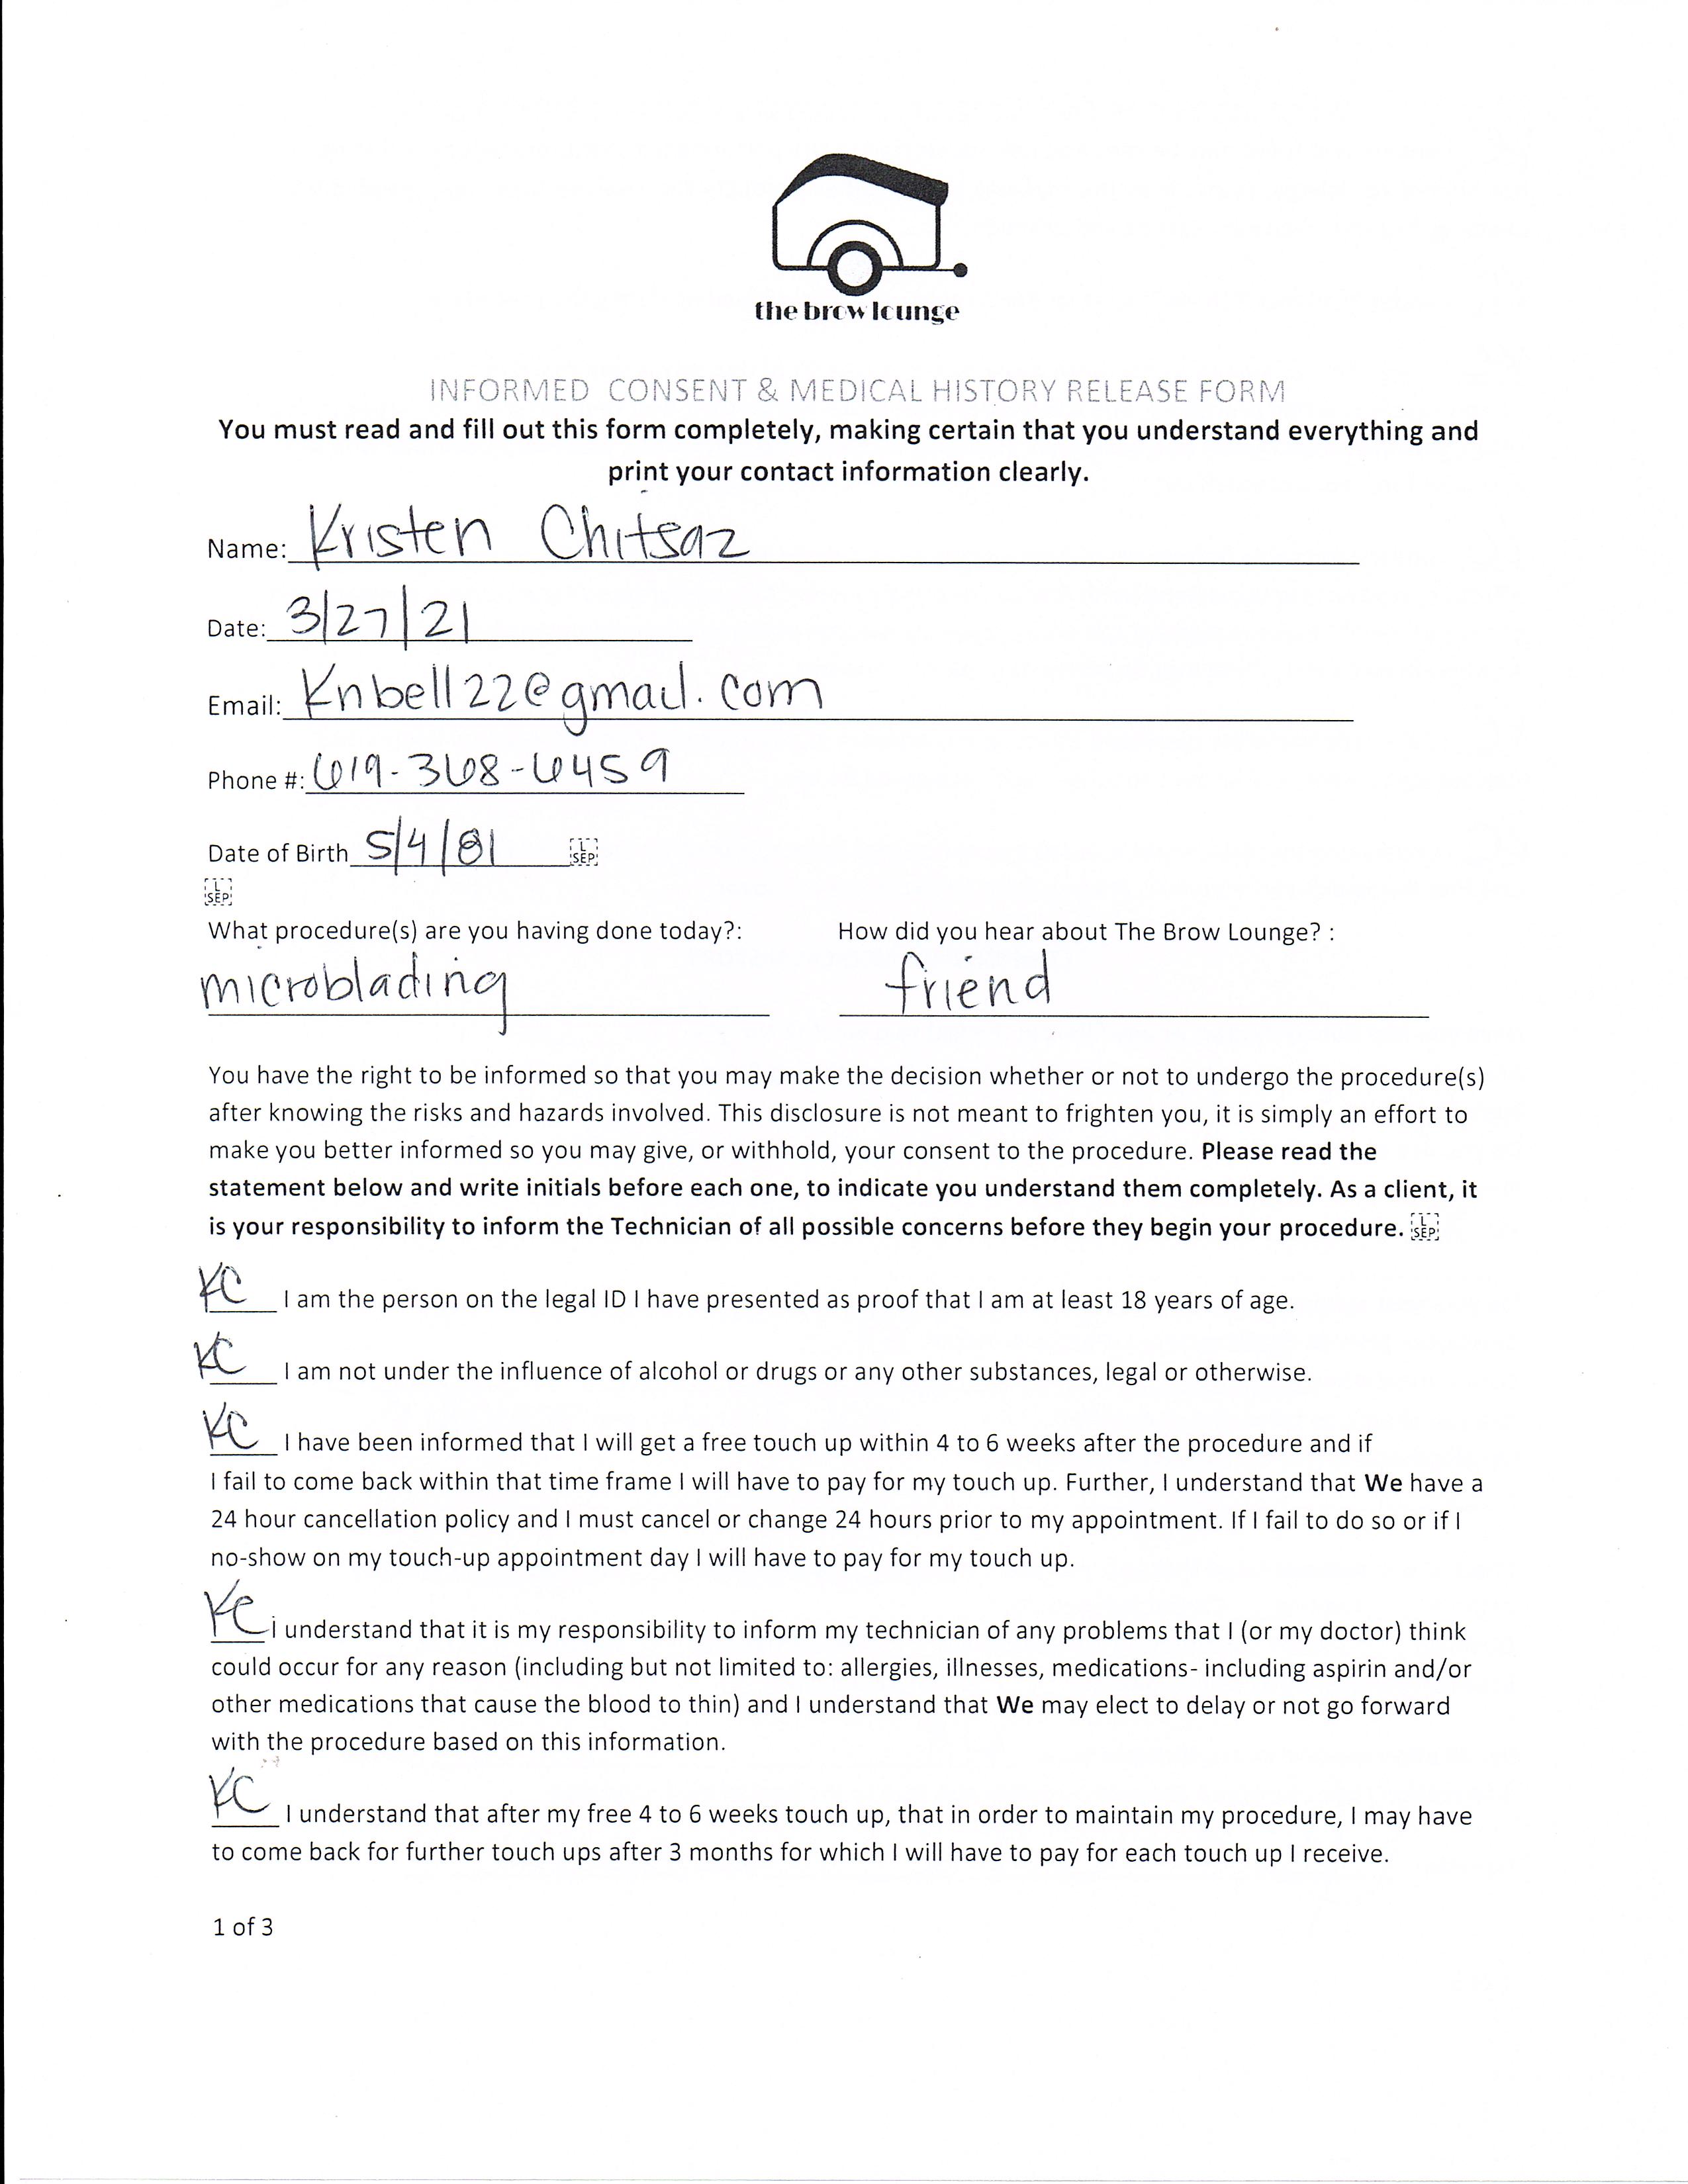 the brow lounge
INFORMED CONSENT & MEDICAL HISTORY RELEASE FORM
You must read and fill out this form completely, making certain that you understand everything and
print your contact information clearly.
Name: Kristen Chitsaz
Date: 3/27/21
Email: Knbell22@gmail.com
Phone #: 619-368-6459
Date of Birth 5/4/81 L SEP
L SEP
What procedure(s) are you having done today?: How did you hear about The Brow Lounge? :
microblading friend
You have the right to be informed so that you may make the decision whether or not to undergo the procedure(s)
after knowing the risks and hazards involved. This disclosure is not meant to frighten you, it is simply an effort to
make you better informed so you may give, or withhold, your consent to the procedure. Please read the
statement below and write initials before each one, to indicate you understand them completely. As a client, it
is your responsibility to inform the Technician of all possible concerns before they begin your procedure. L SEP
KC I am the person on the legal ID I have presented as proof that I am at least 18 years of age.
KC I am not under the influence of alcohol or drugs or any other substances, legal or otherwise.
KC I have been informed that I will get a free touch up within 4 to 6 weeks after the procedure and if
I fail to come back within that time frame I will have to pay for my touch up. Further, I understand that We have a
24 hour cancellation policy and I must cancel or change 24 hours prior to my appointment. If I fail to do so or if I
no-show on my touch-up appointment day I will have to pay for my touch up.
KC i understand that it is my responsibility to inform my technician of any problems that I (or my doctor) think
could occur for any reason (including but not limited to: allergies, illnesses, medications- including aspirin and/or
other medications that cause the blood to thin) and I understand that We may elect to delay or not go forward
with the procedure based on this information.
KC I understand that after my free 4 to 6 weeks touch up, that in order to maintain my procedure, I may have
to come back for further touch ups after 3 months for which I will have to pay for each touch up I receive.
1 of 3